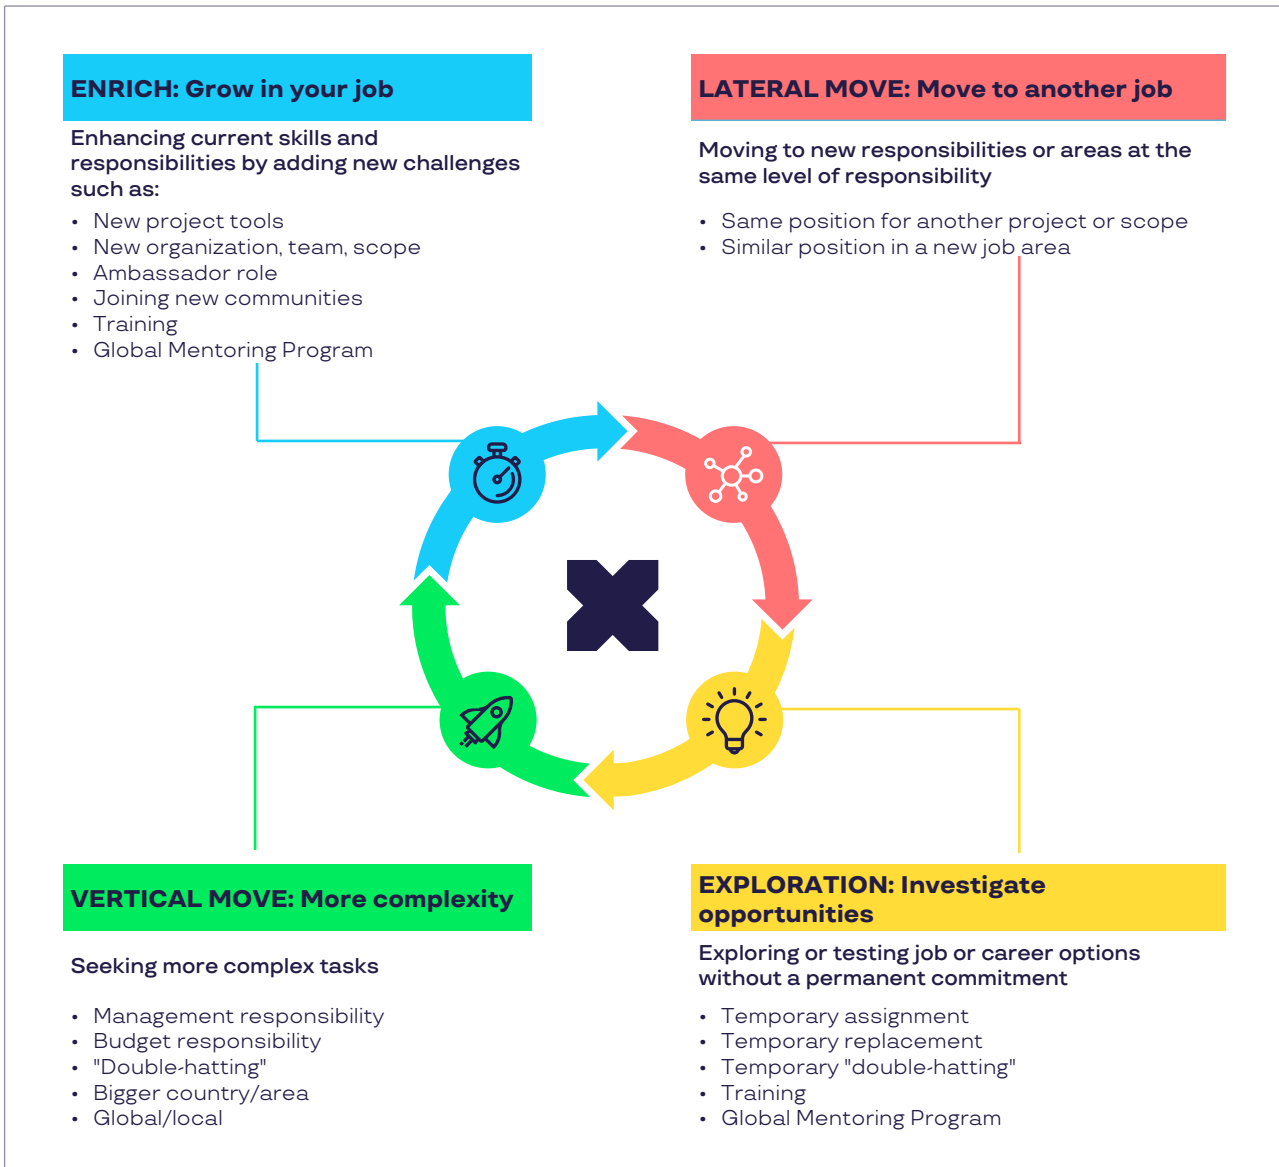 ENRICH: Grow in your job
Enhancing current skills and
responsibilities by adding new challenges
such as:
• New project tools
• New organization, team, scope
• Ambassador role
• Joining new communities
• Training
• Global Mentoring Program
LATERAL MOVE: Move to another job
Moving to new responsibilities or areas at the
same level of responsibility
• Same position for another project or scope
• Similar position in a new job area
VERTICAL MOVE: More complexity
Seeking more complex tasks
• Management responsibility
• Budget responsibility
• "Double-hatting"
• Bigger country/area
• Global/local
EXPLORATION: Investigate
opportunities
Exploring or testing job or career options
without a permanent commitment
• Temporary assignment
• Temporary replacement
• Temporary "double-hatting"
• Training
• Global Mentoring Program